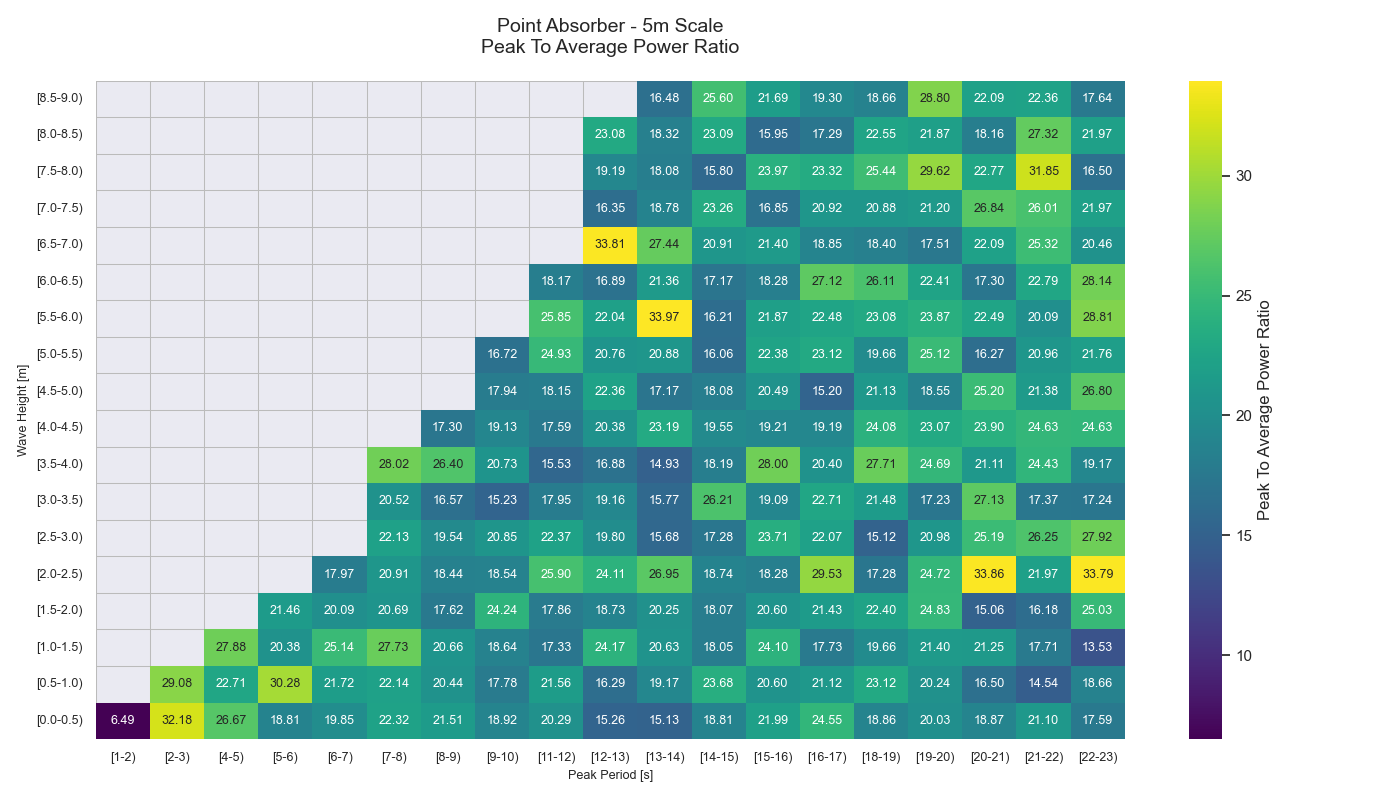 Point Absorber - 5m Scale
Peak To Average Power Ratio
[8.5-9.0) 16.48 25.60 21.69 19.30 18.66 28.80 22.09 22.36 17.64
[8.0-8.5) 23.08 18.32 23.09 15.95 17.29 22.55 21.87 18.16 27.32 21.97
[7.5-8.0) 19.19 18.08 15.80 23.97 23.32 25.44 29.62 22.77 31.85 16.50
[7.0-7.5) 16.35 18.78 23.26 16.85 20.92 20.88 21.20 26.84 26.01 21.97
[6.5-7.0) 33.81 27.44 20.91 21.40 18.85 18.40 17.51 22.09 25.32 20.46
[6.0-6.5) 18.17 16.89 21.36 17.17 18.28 27.12 26.11 22.41 17.30 22.79 28.14
[5.5-6.0) 25.85 22.04 33.97 16.21 21.87 22.48 23.08 23.87 22.49 20.09 28.81
[5.0-5.5) 16.72 24.93 20.76 20.88 16.06 22.38 23.12 19.66 25.12 16.27 20.96 21.76
[4.5-5.0) 17.94 18.15 22.36 17.17 18.08 20.49 15.20 21.13 18.55 25.20 21.38 26.80
[4.0-4.5) 17.30 19.13 17.59 20.38 23.19 19.55 19.21 19.19 24.08 23.07 23.90 24.63 24.63
[3.5-4.0) 28.02 26.40 20.73 15.53 16.88 14.93 18.19 28.00 20.40 27.71 24.69 21.11 24.43 19.17
[3.0-3.5) 20.52 16.57 15.23 17.95 19.16 15.77 26.21 19.09 22.71 21.48 17.23 27.13 17.37 17.24
[2.5-3.0) 22.13 19.54 20.85 22.37 19.80 15.68 17.28 23.71 22.07 15.12 20.98 25.19 26.25 27.92
[2.0-2.5) 17.97 20.91 18.44 18.54 25.90 24.11 26.95 18.74 18.28 29.53 17.28 24.72 33.86 21.97 33.79
[1.5-2.0) 21.46 20.09 20.69 17.62 24.24 17.86 18.73 20.25 18.07 20.60 21.43 22.40 24.83 15.06 16.18 25.03
[1.0-1.5) 27.88 20.38 25.14 27.73 20.66 18.64 17.33 24.17 20.63 18.05 24.10 17.73 19.66 21.40 21.25 17.71 13.53
[0.5-1.0) 29.08 22.71 30.28 21.72 22.14 20.44 17.78 21.56 16.29 19.17 23.68 20.60 21.12 23.12 20.24 16.50 14.54 18.66
[0.0-0.5) 6.49 32.18 26.67 18.81 19.85 22.32 21.51 18.92 20.29 15.26 15.13 18.81 21.99 24.55 18.86 20.03 18.87 21.10 17.59
[1-2) [2-3) [4-5) [5-6) [6-7) [7-8) [8-9) [9-10) [11-12) [12-13) [13-14) [14-15) [15-16) [16-17) [18-19) [19-20) [20-21) [21-22) [22-23)
Peak Period [s]
Wave Height [m]
30
25
20
15
10
Peak To Average Power Ratio